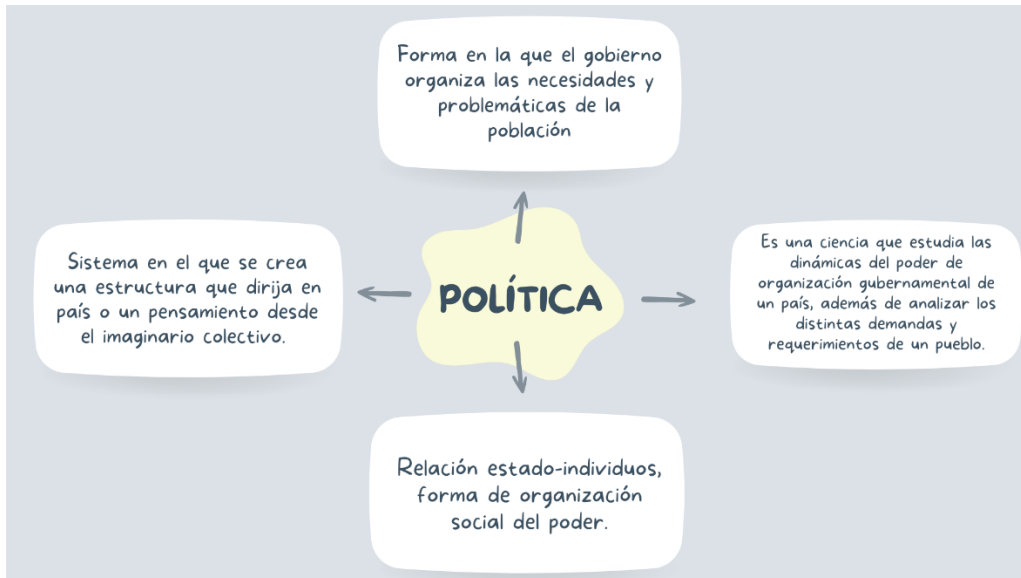 Forma en la que el gobierno
organiza las necesidades y
problemáticas de la
población
Sistema en el que se crea
una estructura que dirija en
país o un pensamiento desde
el imaginario colectivo.
POLÍTICA
Es una ciencia que estudia las
dinámicas del poder de
organización gubernamental de
un país, además de analizar los
distintas demandas y
requerimientos de un pueblo.
Relación estado-individuos,
forma de organización
social del poder.